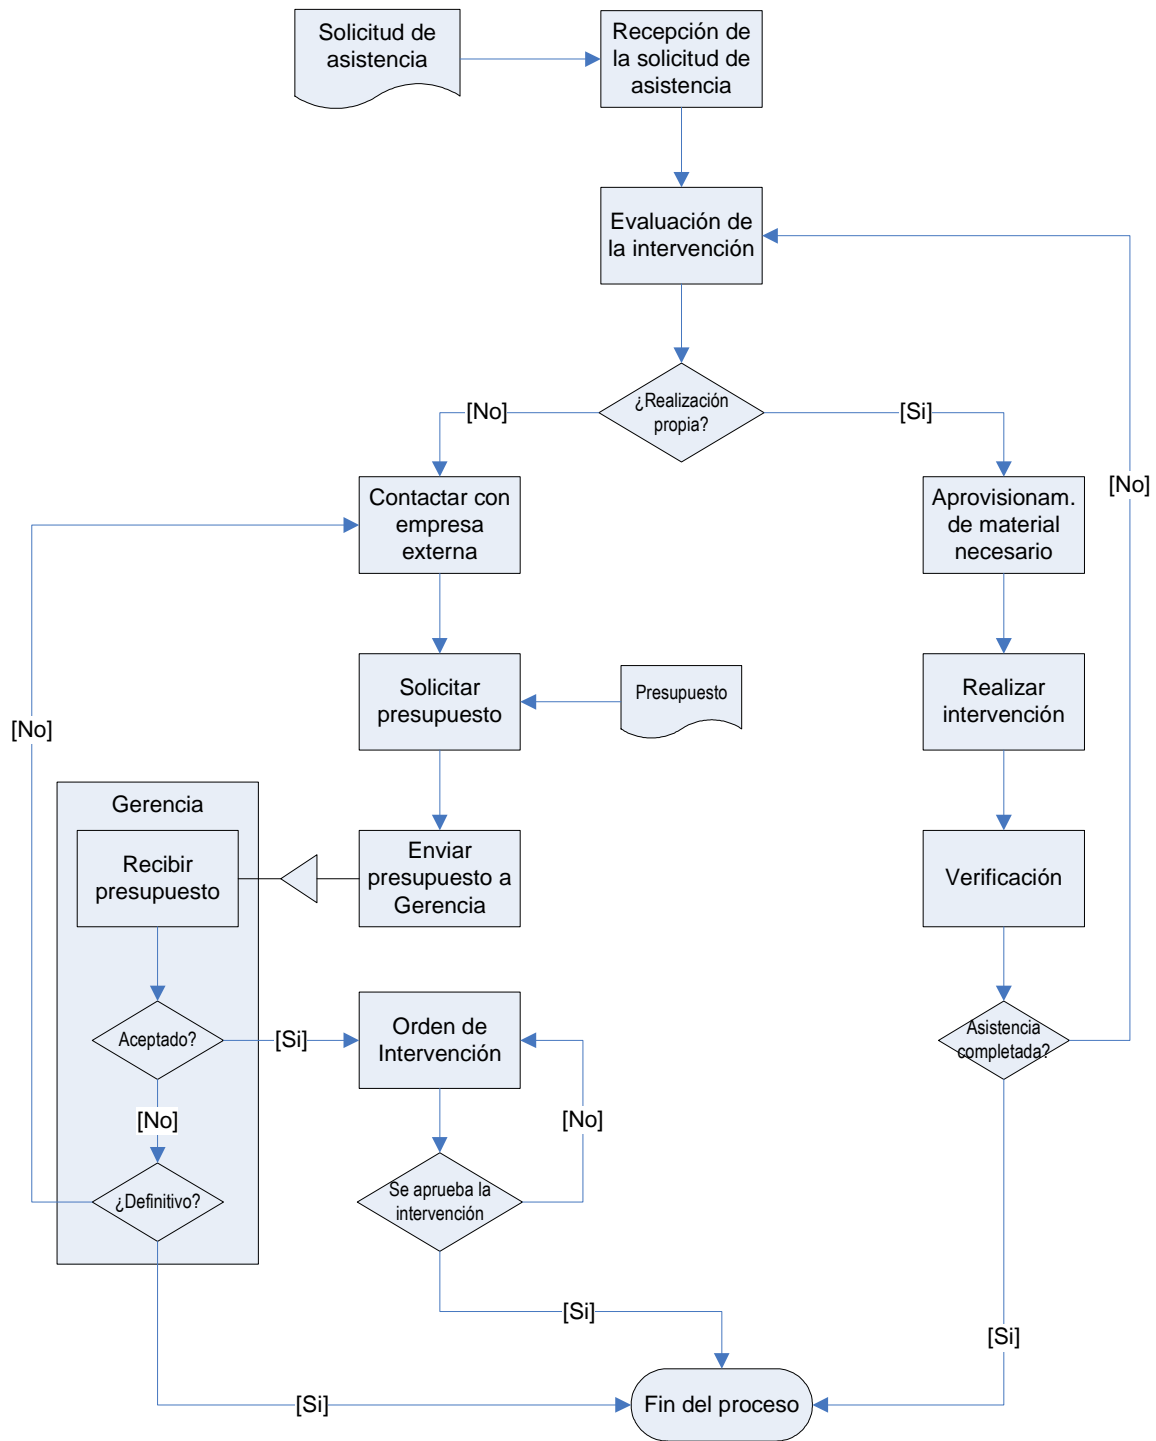 Solicitud de
asistencia
Recepción de
la solicitud de
asistencia
Evaluación de
la intervención
¿Realización
propia?
[No]
[Si]
Contactar con
empresa
externa
Aprovisionam.
de material
necesario
[No]
Solicitar
presupuesto
Presupuesto
Realizar
intervención
[No]
Gerencia
Recibir
presupuesto
Enviar
presupuesto a
Gerencia
Verificación
Aceptado?
[Si]
Orden de
Intervención
Asistencia
completada?
[No]
[No]
¿Definitivo?
Se aprueba la
intervención
[Si]
[Si]
[Si]
Fin del proceso